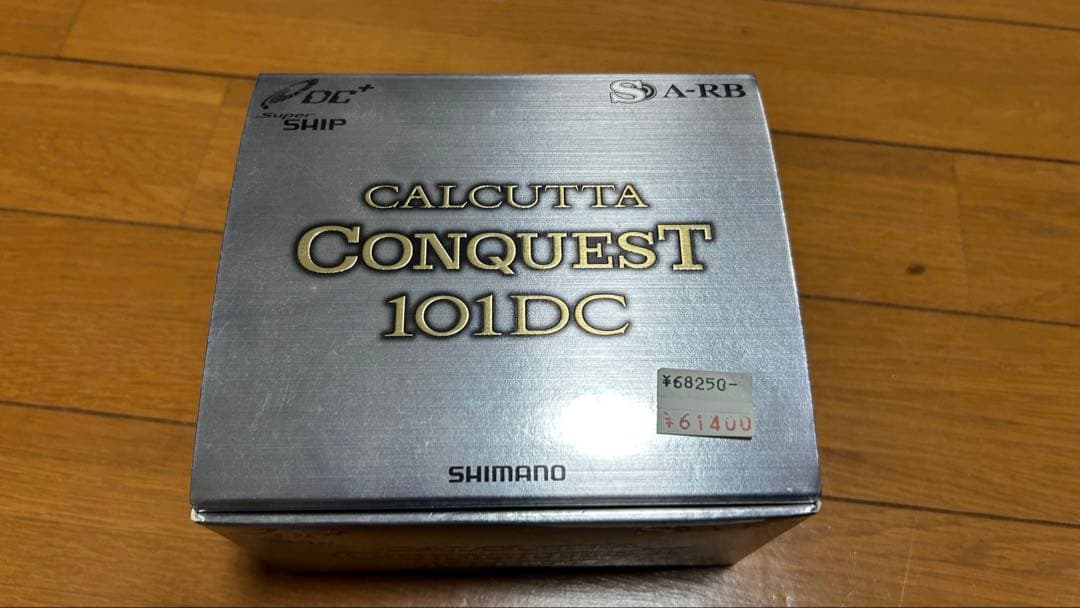 DC+
Super
SHIP
S A-RB
CALCUTTA
CONQUEST
101DC
¥68250-
¥61400
SHIMANO